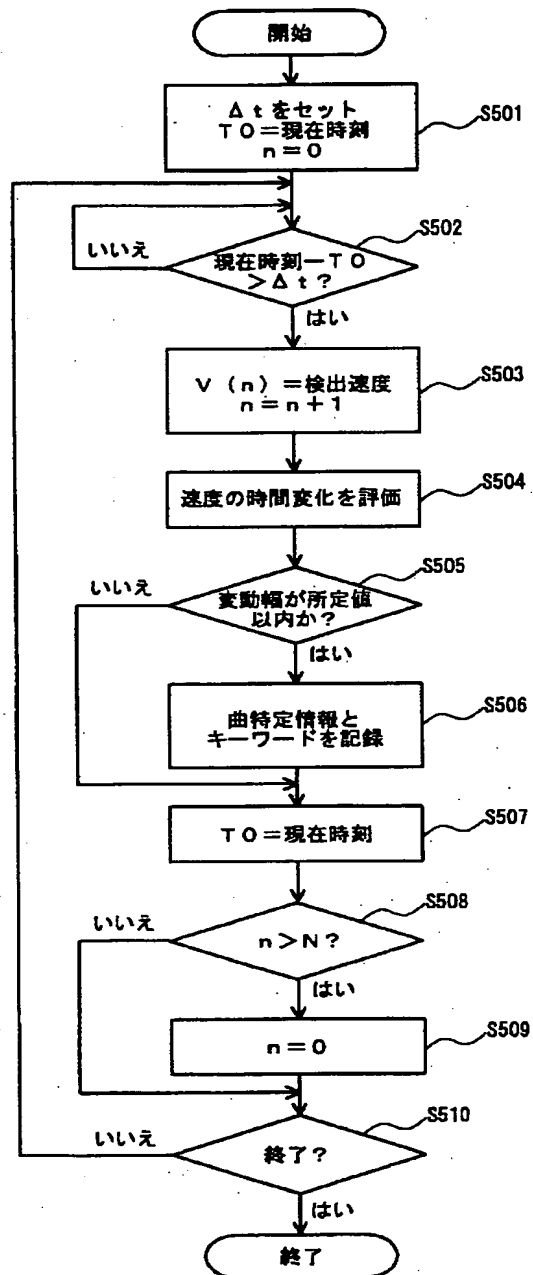 開始
Δtをセット
T0=現在時刻
n=0
S501
S502
いいえ
現在時刻-T0
>Δt?
はい
V(n)=検出速度
n=n+1
S503
速度の時間変化を評価
S504
S505
いいえ
変動幅が所定値
以内か?
はい
曲特定情報と
キーワードを記録
S506
T0=現在時刻
S507
S508
いいえ
n>N?
はい
n=0
S509
S510
いいえ
終了?
はい
終了